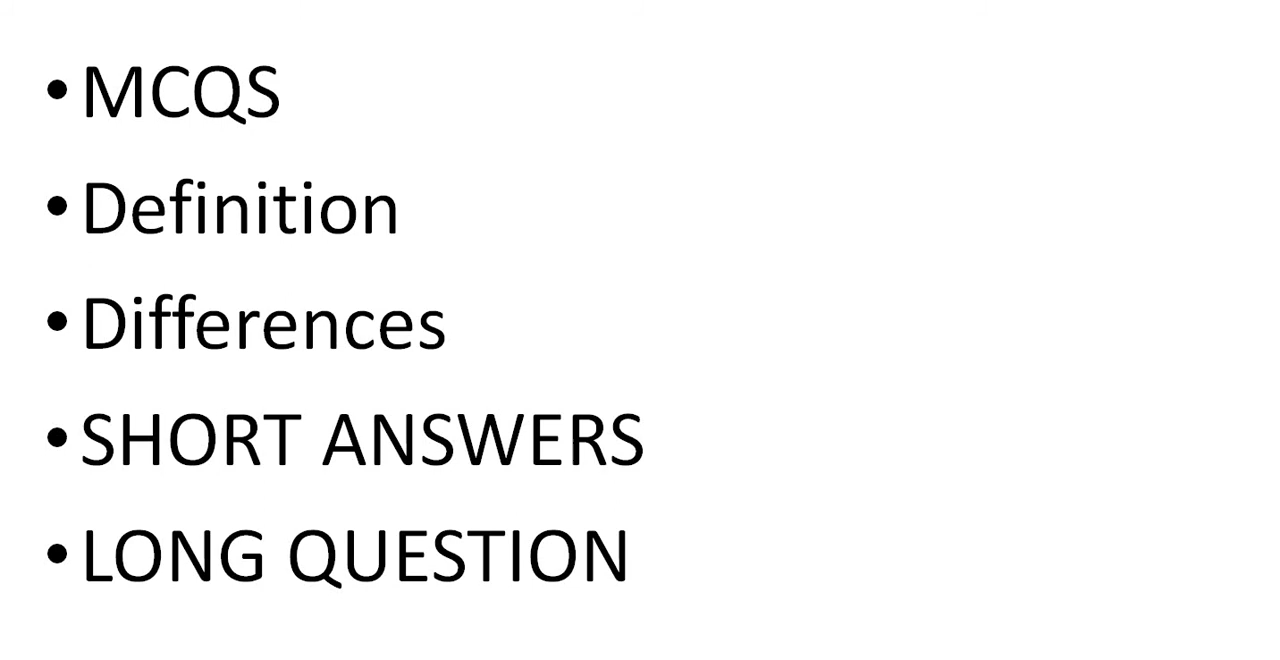 • MCQS
• Definition
• Differences
• SHORT ANSWERS
• LONG QUESTION